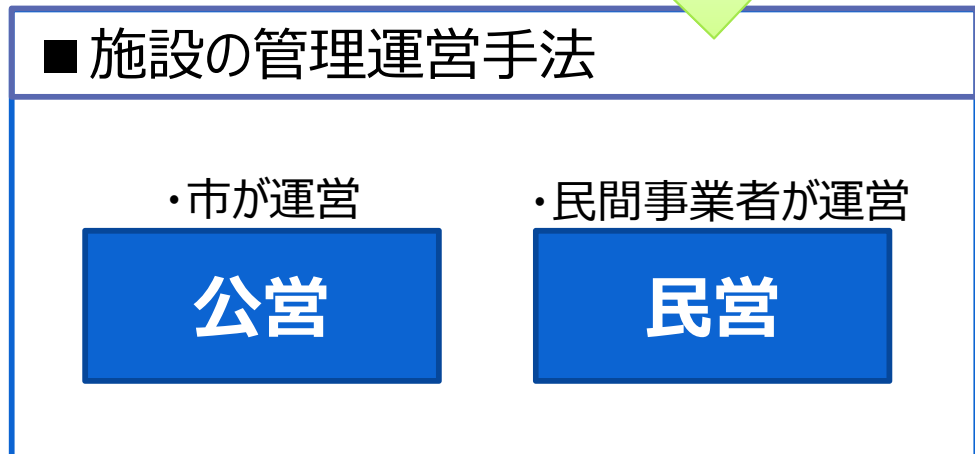 ■施設の管理運営手法
・市が運営
・民間事業者が運営
公営
民営